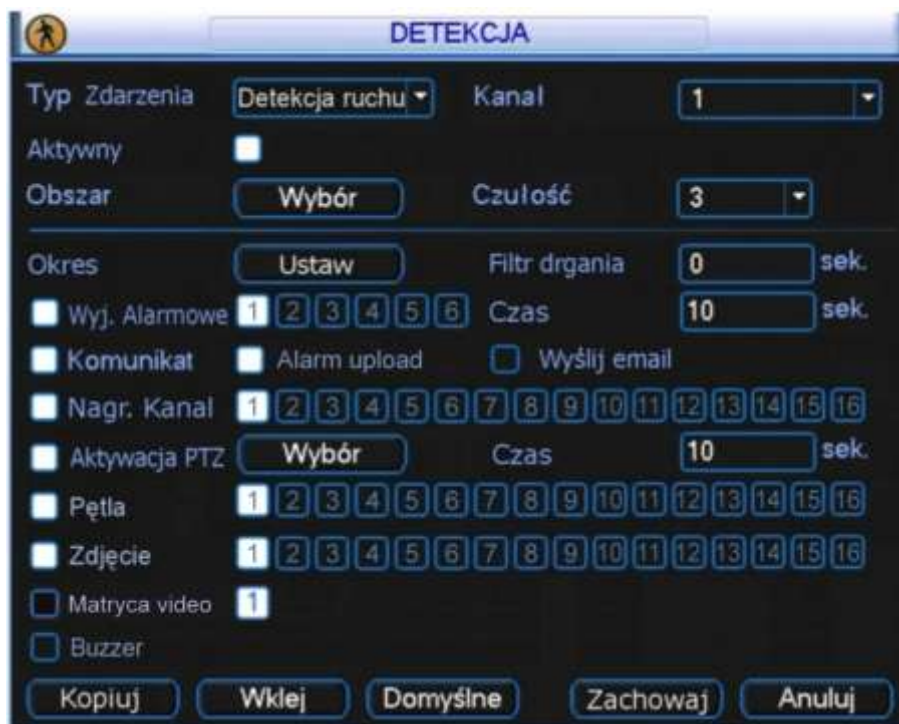 DETEKCJA
Typ Zdarzenia Detekcja ruchu Kanal 1
Aktywny
Obszar Wybór Czułość 3
Okres Ustaw Filtr drgania 0 sek.
Wyj. Alarmowe 1 2 3 4 5 6 Czas 10 sek.
Komunikat Alarm upload Wyślij email
Nagr. Kanal 1 2 3 4 5 6 7 8 9 10 11 12 13 14 15 16
Aktywacja PTZ Wybór Czas 10 sek.
Pętla 1 2 3 4 5 6 7 8 9 10 11 12 13 14 15 16
Zdjęcie 1 2 3 4 5 6 7 8 9 10 11 12 13 14 15 16
Matryca video 1
Buzzer
Kopiuj Wklej Domyślne Zachowaj Anuluj